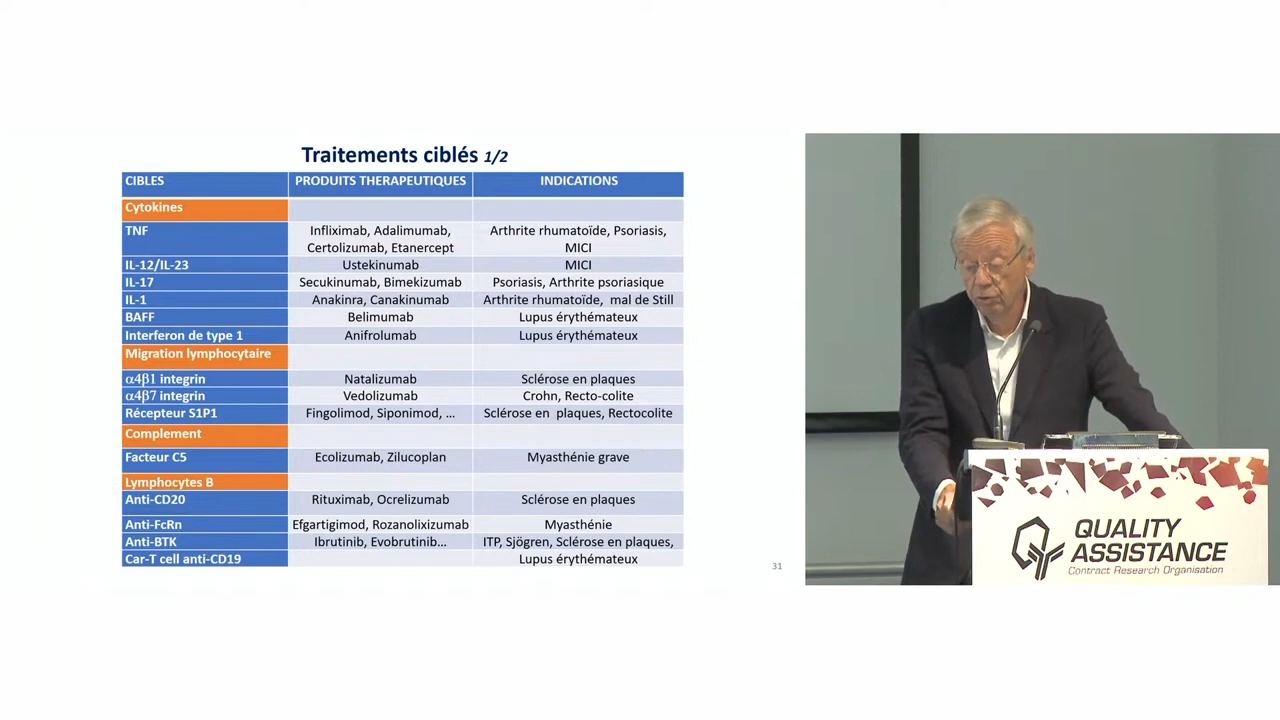 Traitements ciblés 1/2
CIBLES PRODUITS THERAPEUTIQUES INDICATIONS
Cytokines
TNF Infliximab, Adalimumab, Certolizumab, Etanercept Arthrite rhumatoïde, Psoriasis, MICI
IL-12/IL-23 Ustekinumab MICI
IL-17 Secukinumab, Bimekizumab Psoriasis, Arthite psoriasique
IL-1 Anakinra, Canakinumab Arthrite rhumatoïde, mal de Still
BAFF Belimumab Lupus érythémateux
Interferon de type 1 Anifrolumab Lupus érythémateux
Migration lymphocytaire
α4β1 integrin Natalizumab Sclérose en plaques
α4β7 integrin Vedolizumab Crohn, Recto-colite
Récepteur S1P1 Fingolimod, Siponimod, ... Sclérose en plaques, Rectocolite
Complement
Facteur C5 Ecolizumab, Zilucoplan Myasthénie grave
Lymphocytes B
Anti-CD20 Rituximab, Ocrelizumab Sclérose en plaques
Anti-FcRn Efgartigimod, Rozanolixizumab Myasthénie
Anti-BTK Ibrutinib, Evobrutinib... ITP, Sjögren, Sclérose en plaques,
Car-T cell anti-CD19 Lupus érythémateux
31
QUALITY
ASSISTANCE
Contract Research Organisation